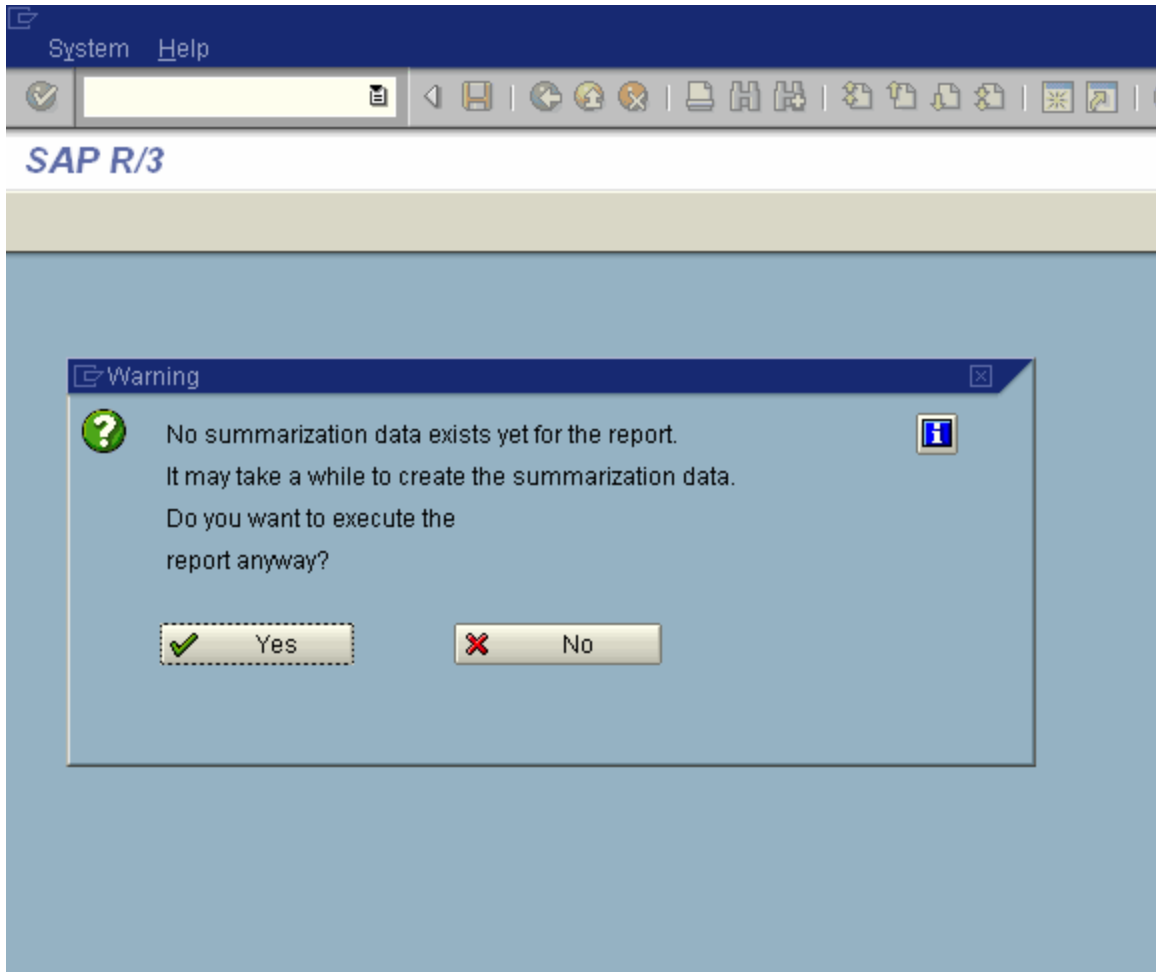 System Help
SAP R/3
Warning
No summarization data exists yet for the report.
It may take a while to create the summarization data.
Do you want to execute the
report anyway?
Yes No